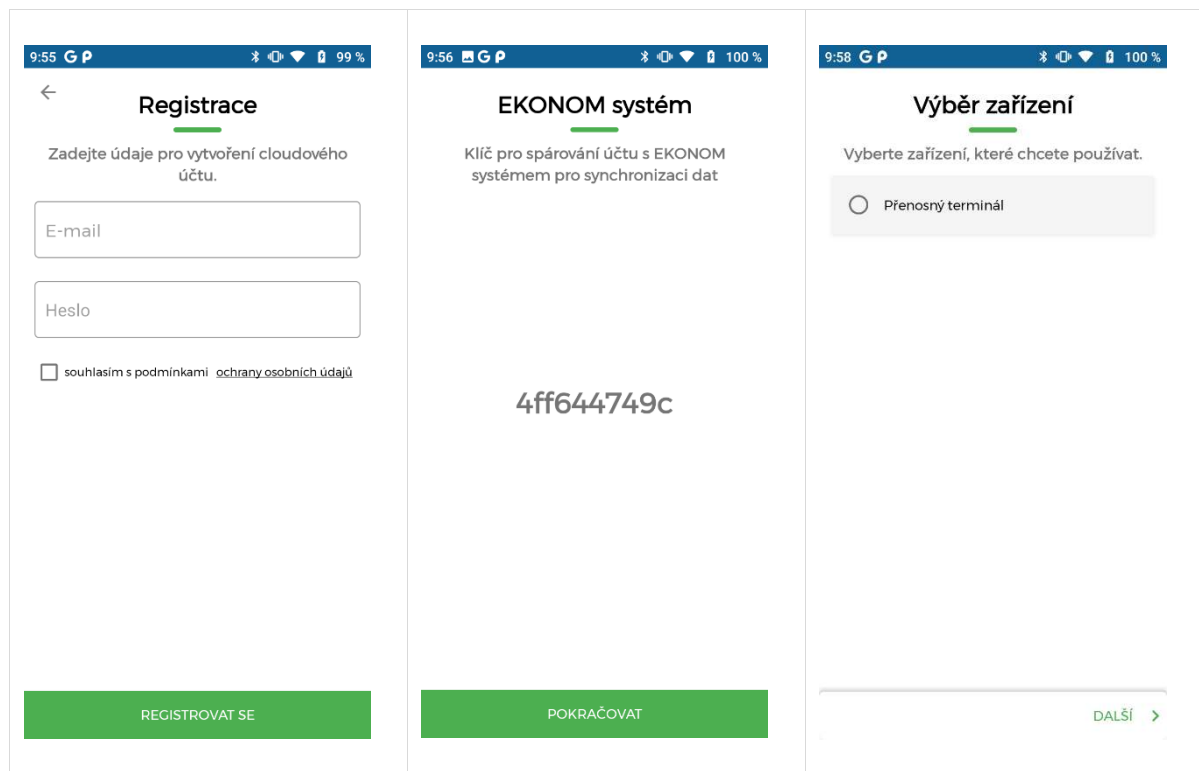 9:55 G P 99 %
Registrace
Zadejte údaje pro vytvoření cloudového
účtu.
E-mail
Heslo
souhlasím s podmínkami ochrany osobních údajů
REGISTROVAT SE
9:56 G P 100 %
EKONOM systém
Klíč pro spárování účtu s EKONOM
systémem pro synchronizaci dat
4ff644749c
POKRAČOVAT
9:58 G P 100 %
Výběr zařízení
Vyberte zařízení, které chcete používat.
Přenosný terminál
DALŠÍ